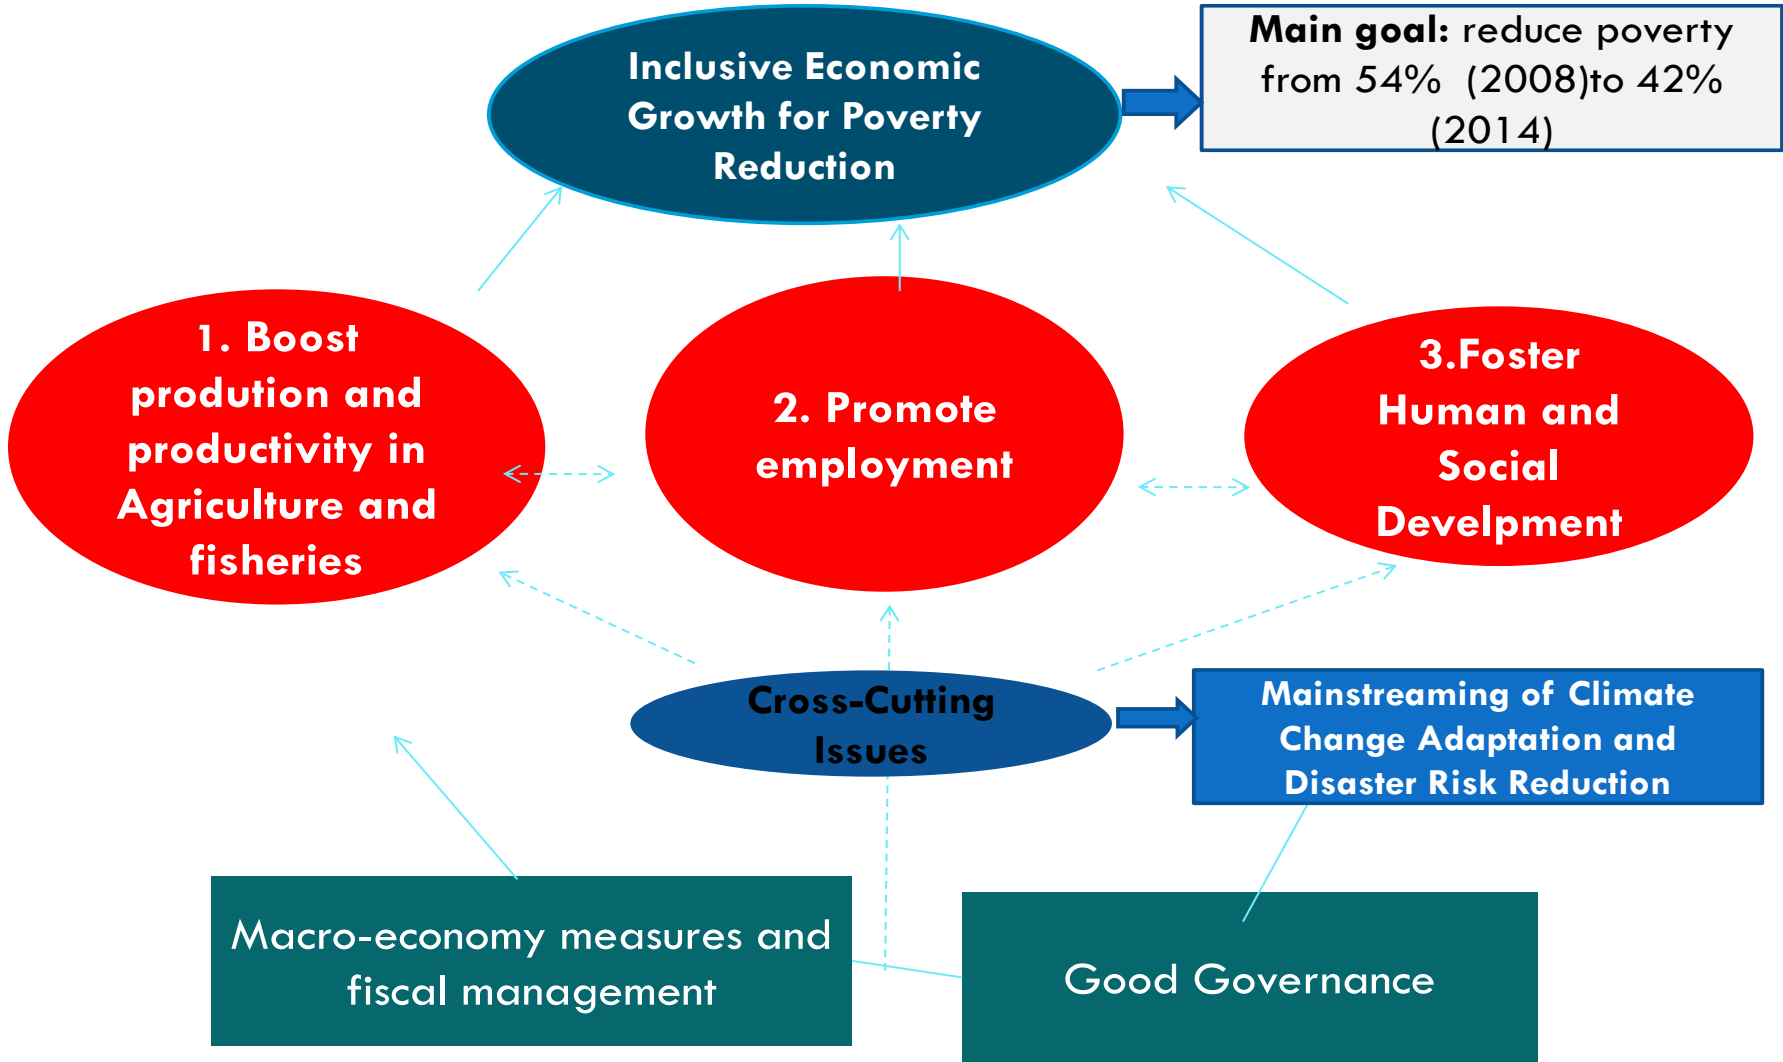 Inclusive Economic
Growth for Poverty
Reduction
Main goal: reduce poverty
from 54%  (2008)to 42%
(2014)
1. Boost
prodution and
productivity in
Agriculture and
fisheries
2. Promote
employment
3.Foster
Human and
Social
Develpment
Cross-Cutting
Issues
Mainstreaming of Climate
Change Adaptation and
Disaster Risk Reduction
Macro-economy measures and
fiscal management
Good Governance